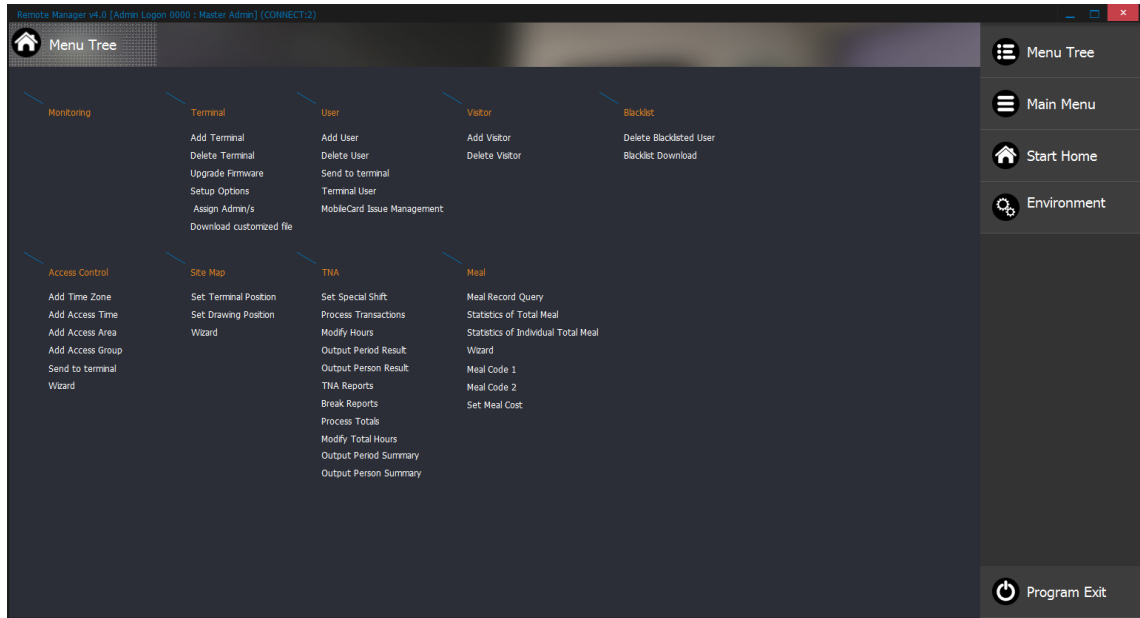 Remote Manager v4.0 [Admin Logon 0000 : Master Admin] (CONNECT:2)
Menu Tree
Monitoring
Terminal
Add Terminal
Delete Terminal
Upgrade Firmware
Setup Options
Assign Admin/s
Download customized file
User
Add User
Delete User
Send to terminal
Terminal User
MobileCard Issue Management
Visitor
Add Visitor
Delete Visitor
Blacklist
Delete Blacklisted User
Blacklist Download
Access Control
Add Time Zone
Add Access Time
Add Access Area
Add Access Group
Send to terminal
Wizard
Site Map
Set Terminal Position
Set Drawing Position
Wizard
TNA
Set Special Shift
Process Transactions
Modify Hours
Output Period Result
Output Person Result
TNA Reports
Break Reports
Process Totals
Modify Total Hours
Output Period Summary
Output Person Summary
Meal
Meal Record Query
Statistics of Total Meal
Statistics of Individual Total Meal
Wizard
Meal Code 1
Meal Code 2
Set Meal Cost
Menu Tree
Main Menu
Start Home
Environment
Program Exit